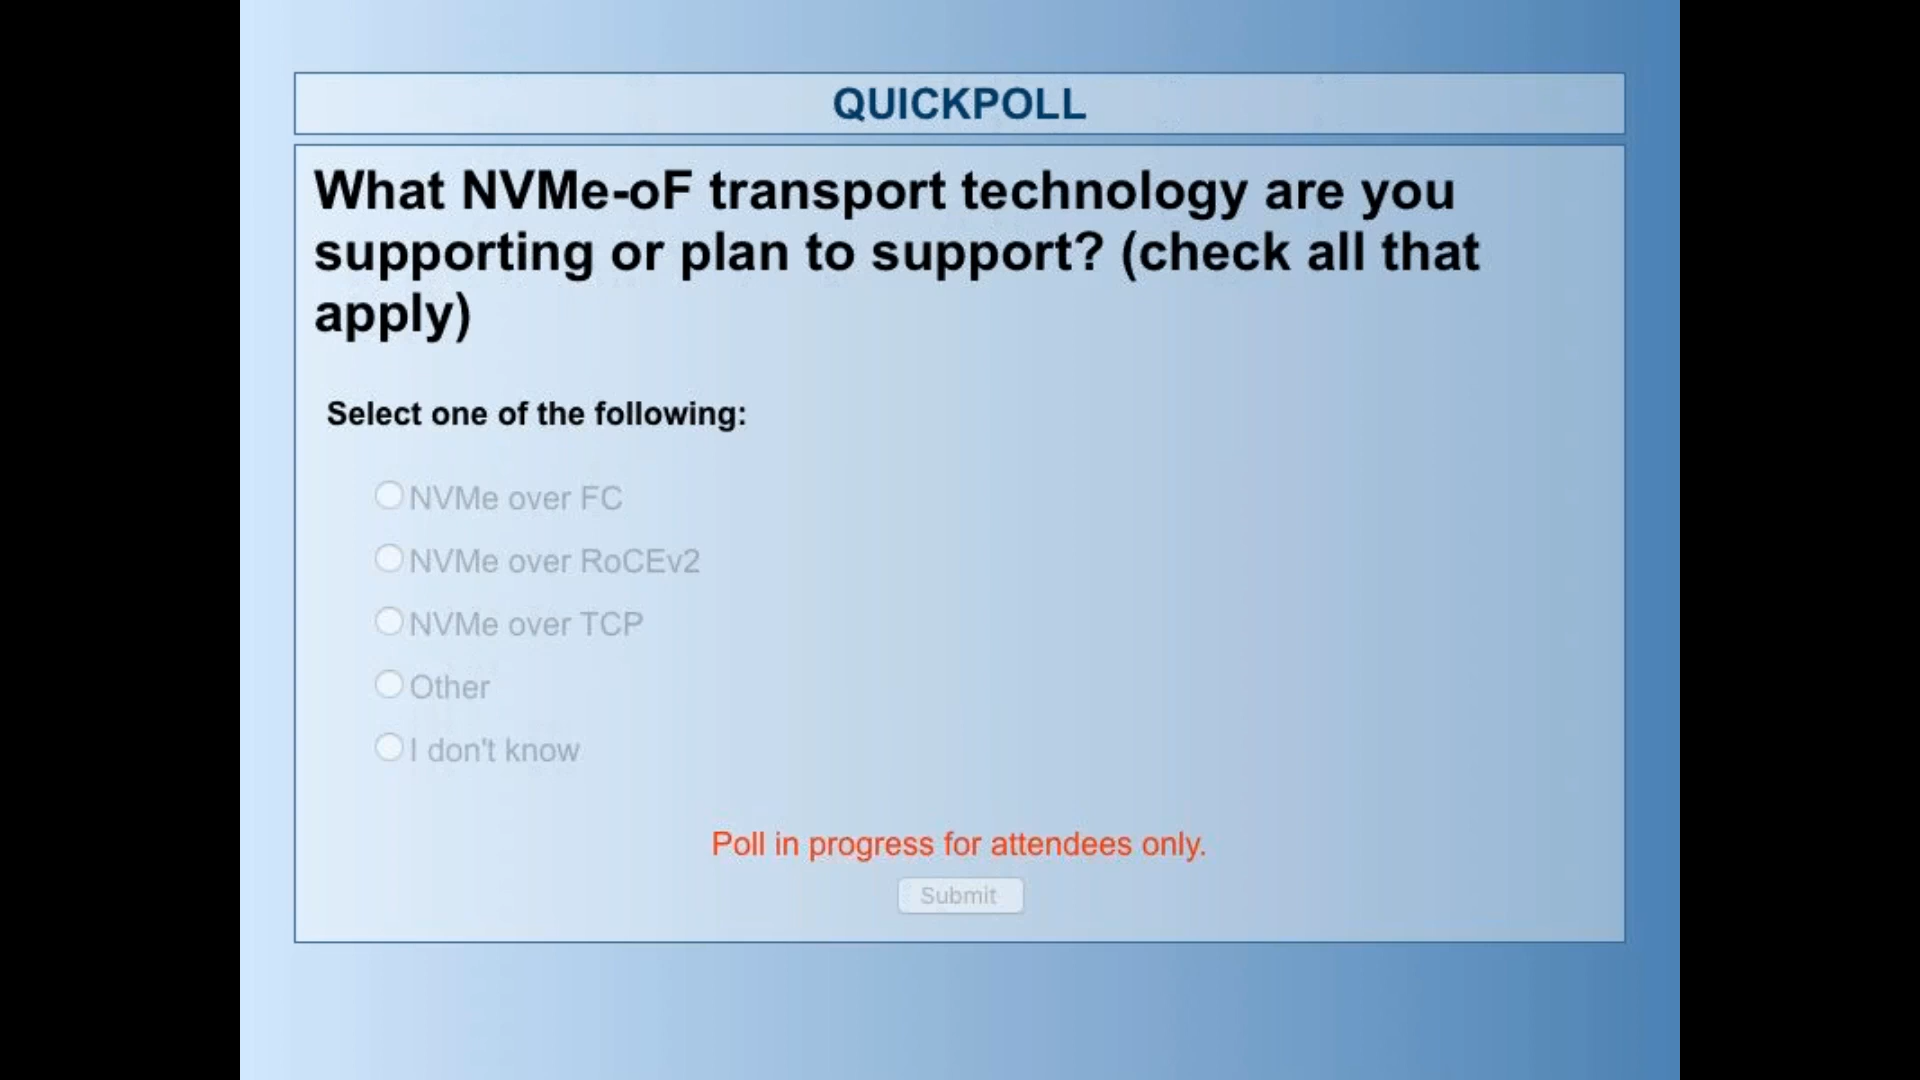 QUICKPOLL
What NVMe-oF transport technology are you
supporting or plan to support? (check all that
apply)
Select one of the following:
NVMe over FC
NVMe over RoCEv2
NVMe over TCP
Other
I don't know
Poll in progress for attendees only.
Submit